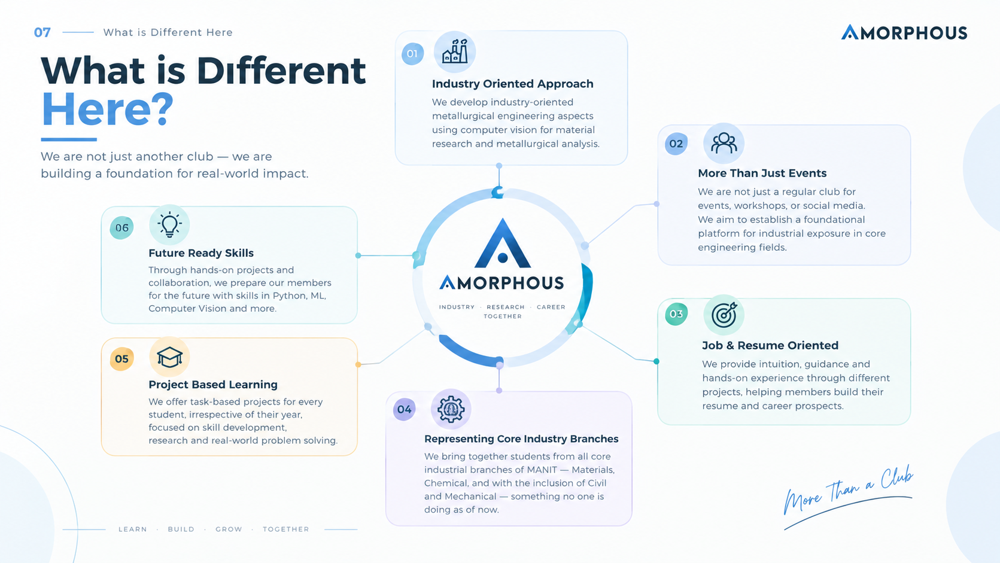 07 What is Different Here
AMORPHOUS
What is Dıfferent
Here?
We are not just another club — we are
building a foundation for real-world impact.
01
Industry Oriented Approach
We develop industry-oriented
metallurgical engineering aspects
using computer vision for material
research and metallurgical analysis.
02
More Than Just Events
We are not just a regular club for
events, workshops, or social media.
We aim to establish a foundational
platform for industrial exposure in core
engineering fields.
03
Job & Resume Oriented
We provide intuition, guidance and
hands-on experience through different
projects, helping members build their
resume and career prospects.
04
Representing Core Industry Branches
We bring together students from all core
industrial branches of MANIT — Materials,
Chemical, and with the inclusion of Civil
and Mechanical — something no one is
doing as of now.
05
Project Based Learning
We offer task-based projects for every
student, irrespective of their year,
focused on skill development,
research and real-world problem solving.
06
Future Ready Skills
Through hands-on projects and
collaboration, we prepare our members
for the future with skills in Python, ML,
Computer Vision and more.
AMORPHOUS
INDUSTRY · RESEARCH · CAREER
TOGETHER
LEARN · BUILD · GROW · TOGETHER
More Than a Club